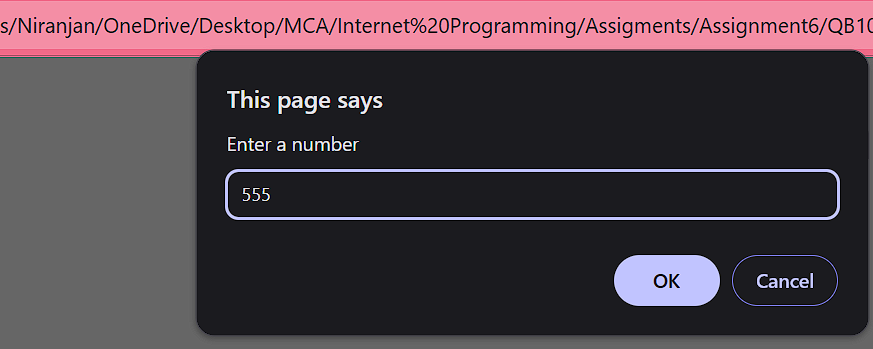 s/Niranjan/OneDrive/Desktop/MCA/Internet%20Programming/Assigments/Assignment6/QB10
This page says
Enter a number
555
OK Cancel